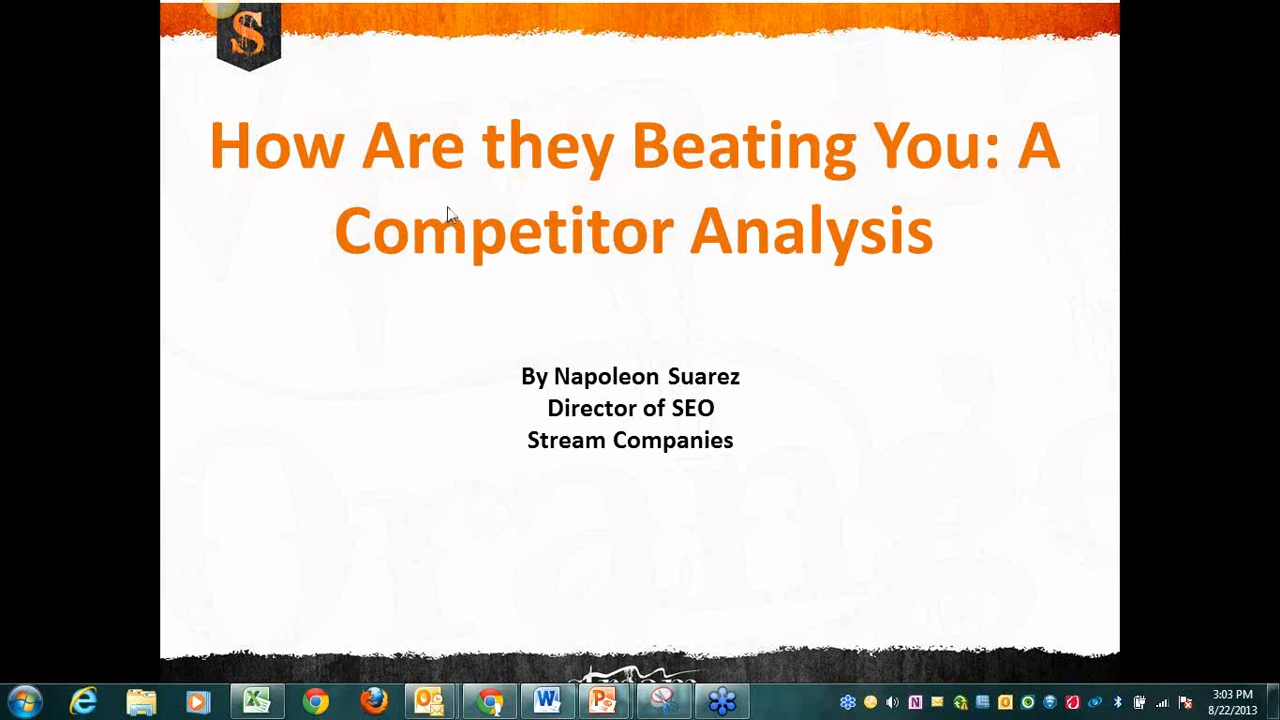 S
How Are they Beating You: A
Competitor Analysis
By Napoleon Suarez
Director of SEO
Stream Companies
3:03 PM
8/22/2013